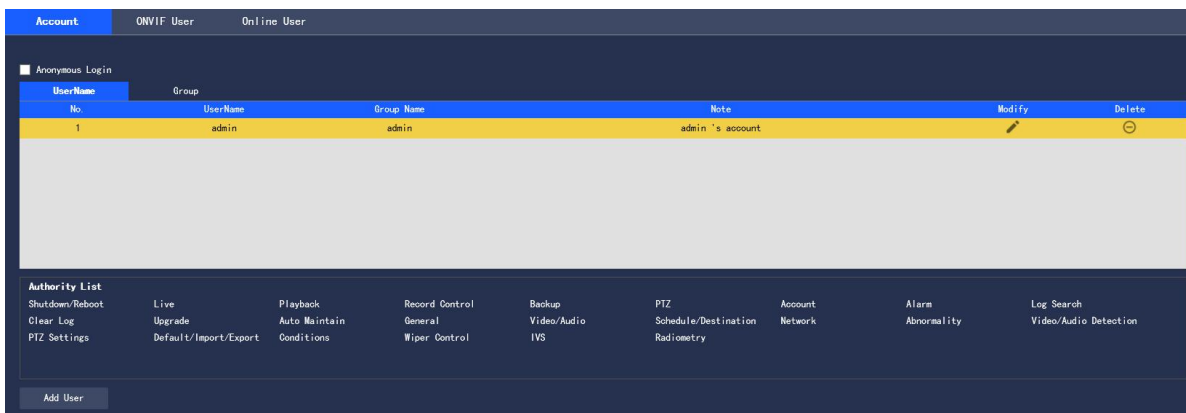 Account ONVIF User Online User
Anonymous Login
UserName Group
No. UserName Group Name Note Modify Delete
1 admin admin admin 's account
Authority List
Shutdown/Reboot Live Playback Record Control Backup PTZ Account Alarm Log Search
Clear Log Upgrade Auto Maintain General Video/Audio Schedule/Destination Network Abnormality Video/Audio Detection
PTZ Settings Default/Import/Export Conditions Wiper Control IVS Radiometry
Add User